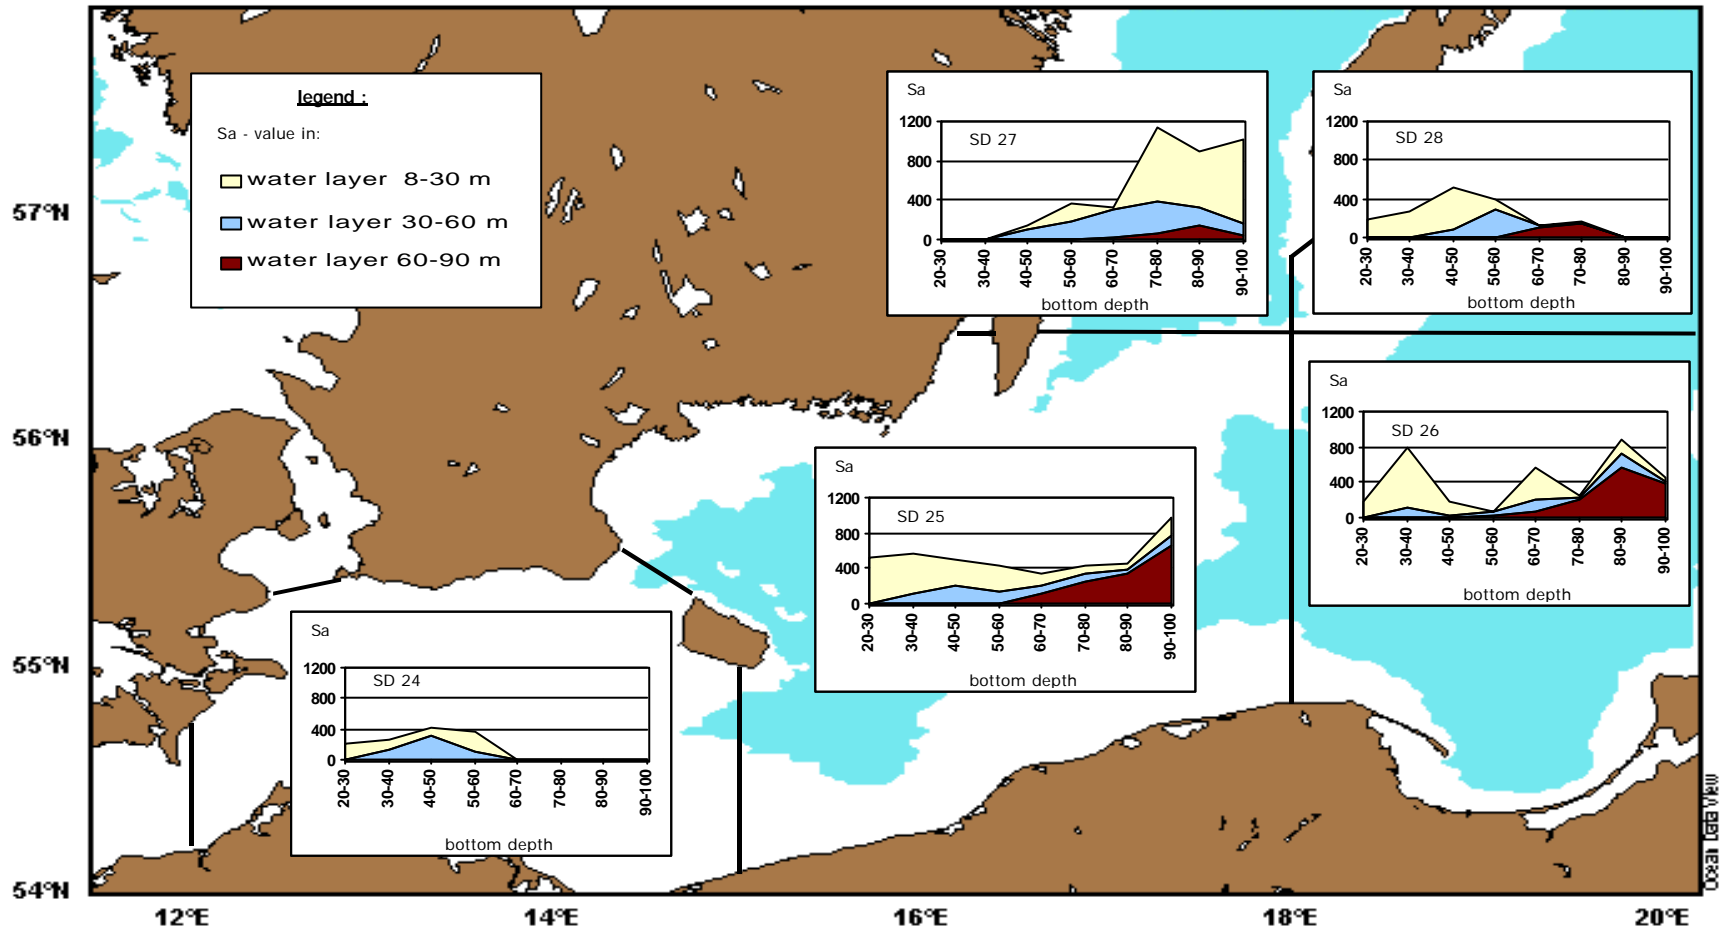 legend :
Sa - value in:
water layer 8-30 m
water layer 30-60 m
water layer 60-90 m
Sa
1200
800
400
0
SD 27
20-30
30-40
40-50
50-60
60-70
70-80
80-90
90-100
bottom depth
Sa
1200
800
400
0
SD 28
20-30
30-40
40-50
50-60
60-70
70-80
80-90
90-100
bottom depth
Sa
1200
800
400
0
SD 26
20-30
30-40
40-50
50-60
60-70
70-80
80-90
90-100
bottom depth
Sa
1200
800
400
0
SD 25
20-30
30-40
40-50
50-60
60-70
70-80
80-90
90-100
bottom depth
Sa
1200
800
400
0
SD 24
20-30
30-40
40-50
50-60
60-70
70-80
80-90
90-100
bottom depth
57°N
56°N
55°N
54°N
12°E
14°E
16°E
18°E
20°E
Ocean Data View